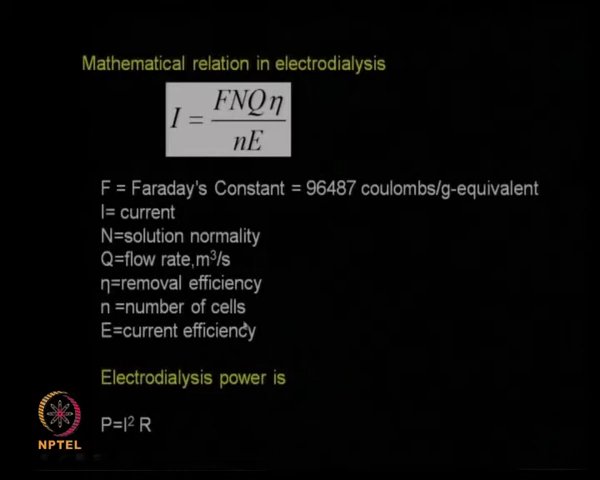 Mathematical relation in electrodialysis
I = FNQη / nE
F = Faraday's Constant = 96487 coulombs/g-equivalent
I= current
N=solution normality
Q=flow rate,m³/s
η=removal efficiency
n =number of cells
E=current efficiency
Electrodialysis power is
P=I² R
NPTEL